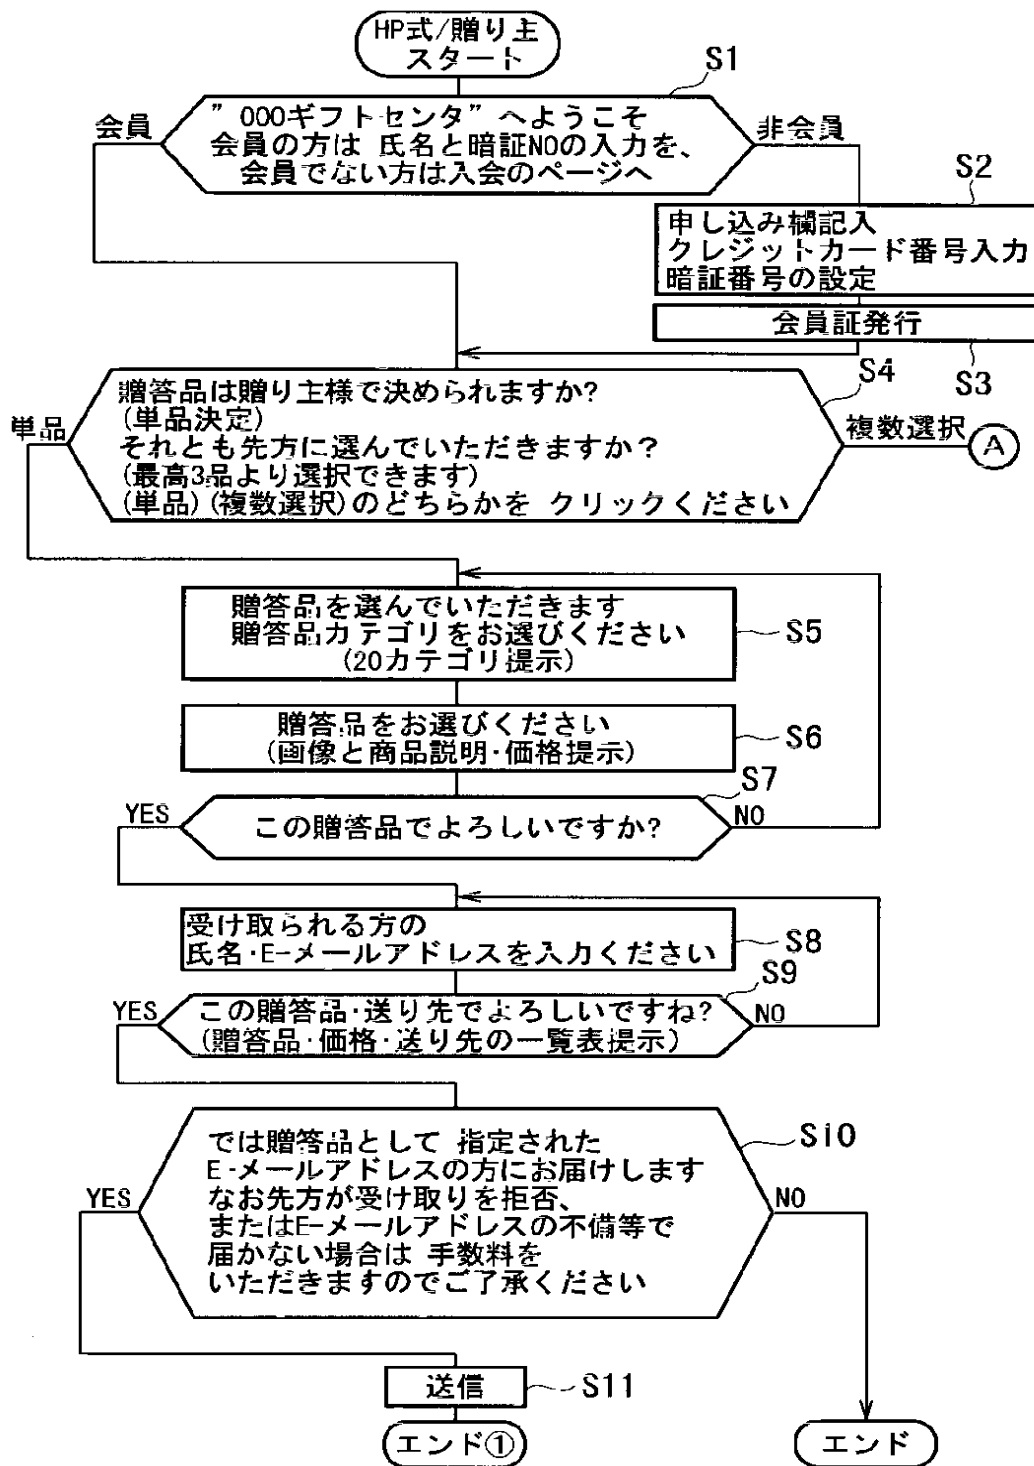 HP式/贈り主
スタート
S1
会員
”000ギフトセンタ”へようこそ
会員の方は 氏名と暗証NOの入力を、
会員でない方は入会のページへ
非会員
S2
申し込み欄記入
クレジットカード番号入力
暗証番号の設定
会員証発行
S3
S4
単品
贈答品は贈り主様で決められますか?
(単品決定)
それとも先方に選んでいただきますか?
(最高3品より選択できます)
(単品)(複数選択)のどちらかを クリックください
複数選択
A
贈答品を選んでいただきます
贈答品カテゴリをお選びください
(20カテゴリ提示)
S5
贈答品をお選びください
(画像と商品説明・価格提示)
S6
S7
YES
この贈答品でよろしいですか?
NO
受け取られる方の
氏名・E-メールアドレスを入力ください
S8
S9
YES
この贈答品・送り先でよろしいですね?
(贈答品・価格・送り先の一覧表提示)
NO
では贈答品として 指定された
E-メールアドレスの方にお届けします
なお先方が受け取りを拒否、
またはE-メールアドレスの不備等で
届かない場合は 手数料を
いただきますのでご了承ください
S10
YES
NO
送信
S11
エンド①
エンド